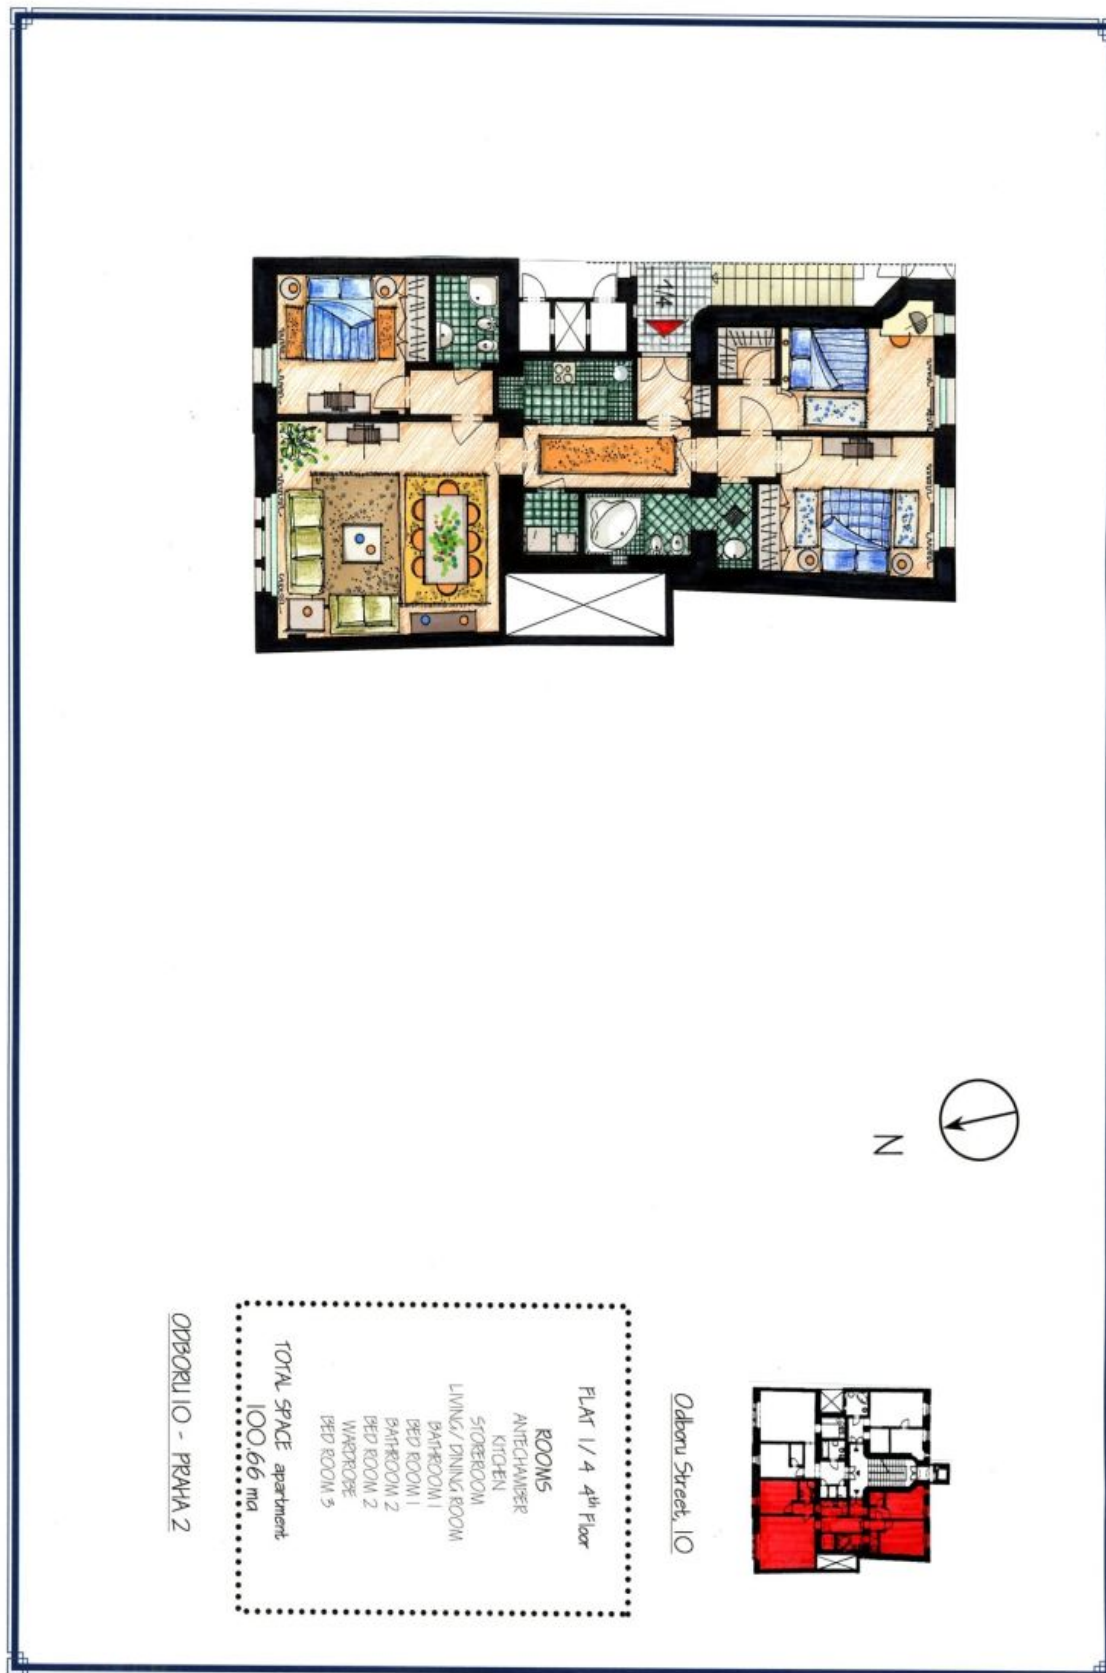 1/4
N
Odboru Street, 10
FLAT 1/4 4th Floor
ROOMS
ANTECHAMBER
KITCHEN
STOREROOM
LIVING/DINING ROOM
BATHROOM 1
BED ROOM 1
BATHROOM 2
BED ROOM 2
WARDROBE
BED ROOM 3
TOTAL SPACE apartment
100.66 mq
ODBORU 10 - PRAHA 2